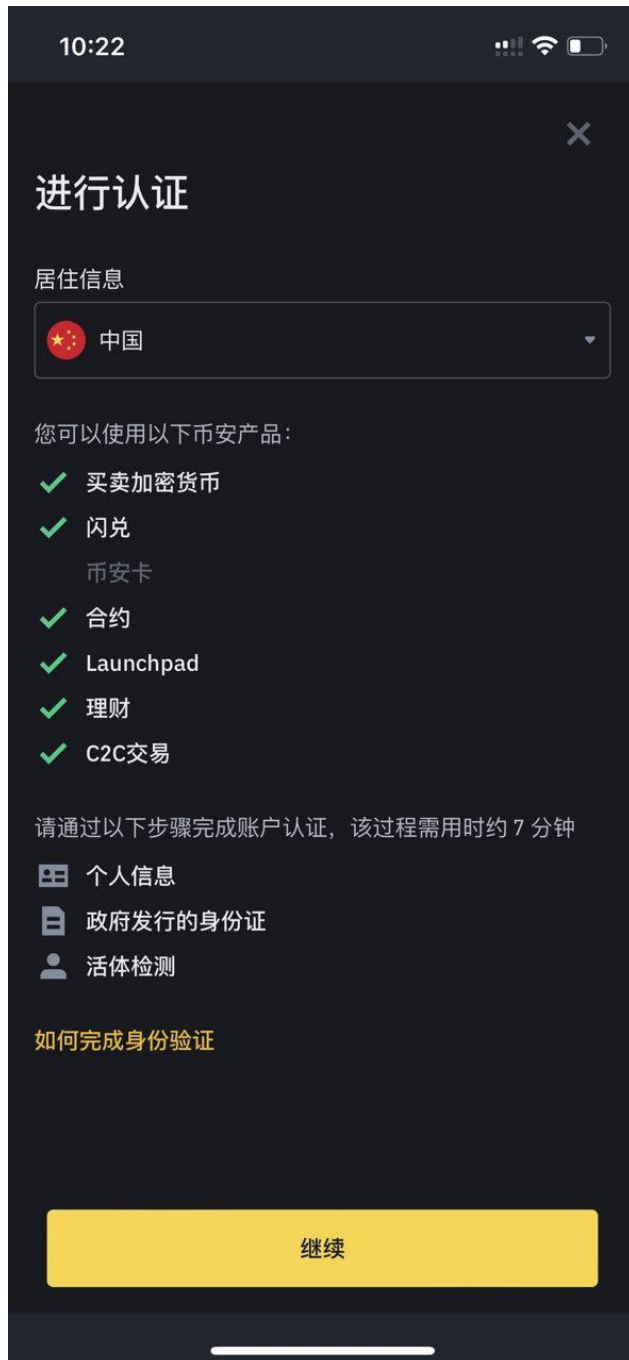 10:22
进行认证
居住信息
中国
您可以使用以下币安产品：
买卖加密货币
闪兑
币安卡
合约
Launchpad
理财
C2C交易
请通过以下步骤完成账户认证，该过程需用时约 7 分钟
个人信息
政府发行的身份证
活体检测
如何完成身份验证
继续